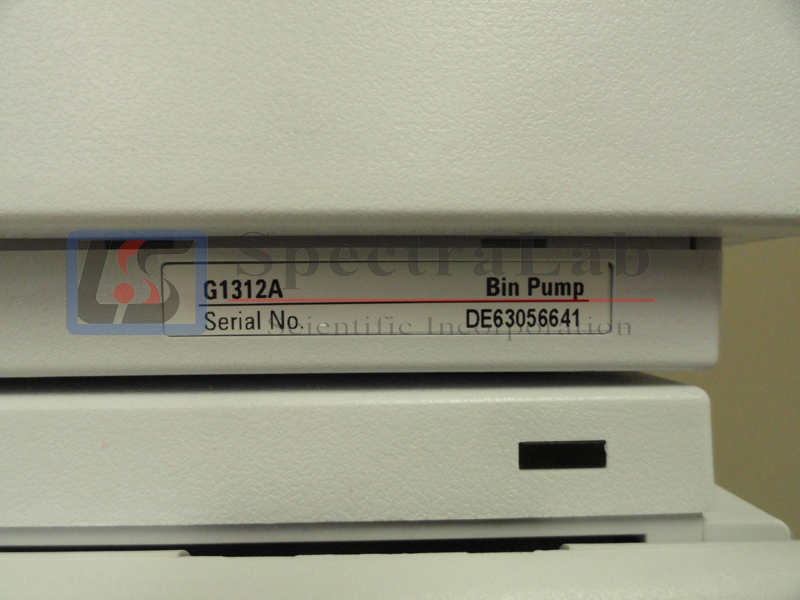 SpectraLab
G1312A Bin Pump
Serial No. DE63056641
Scientific Incorporation